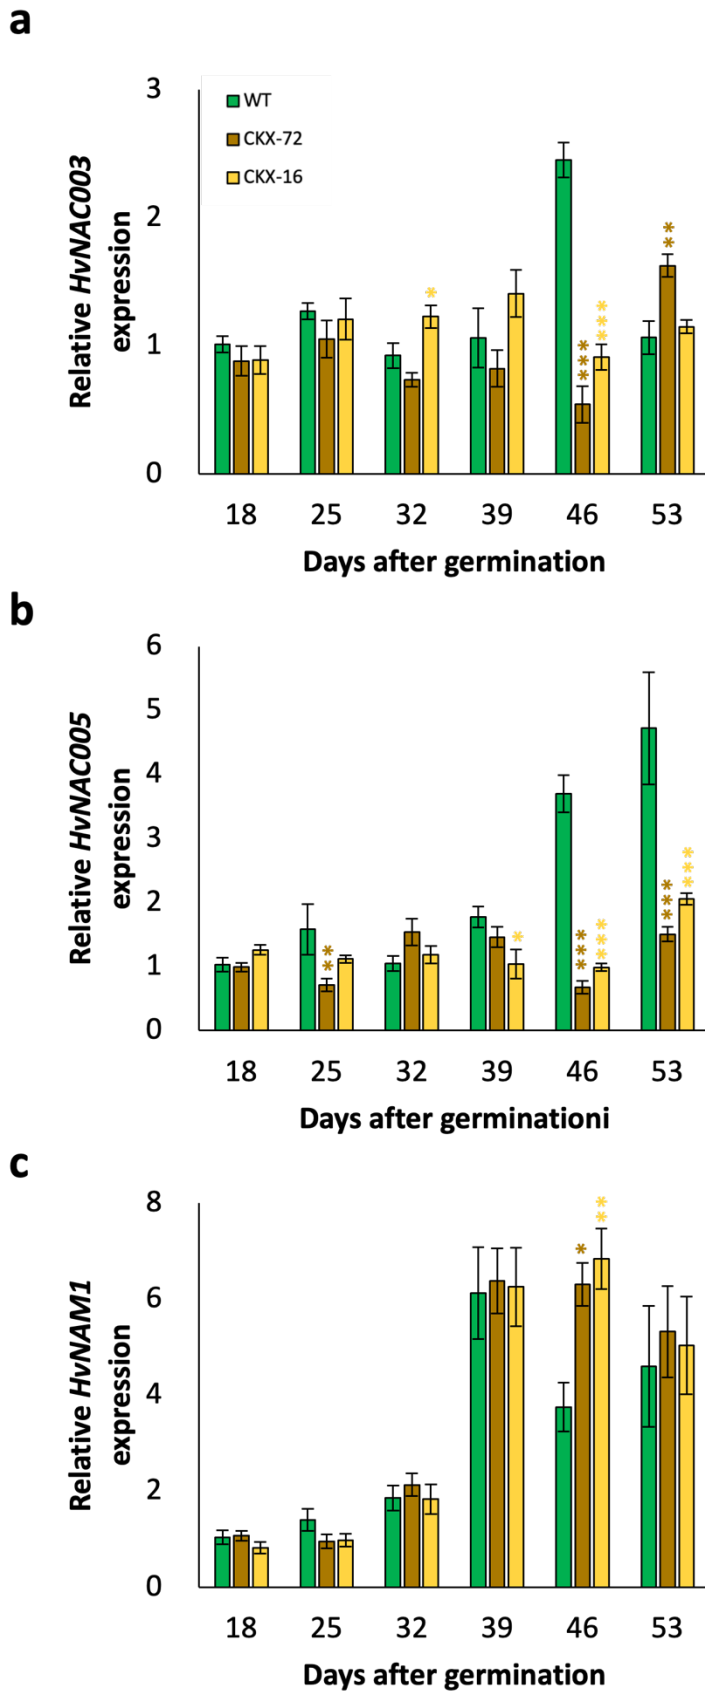 a
3
2
1
0
Relative HvNAC003
expression
WT
CKX-72
CKX-16
*
***
***
**
18 25 32 39 46 53
Days after germination
b
6
5
4
3
2
1
0
Relative HvNAC005
expression
**
*
***
***
***
***
18 25 32 39 46 53
Days after germinationi
c
8
6
4
2
0
Relative HvNAM1
expression
*
**
18 25 32 39 46 53
Days after germination